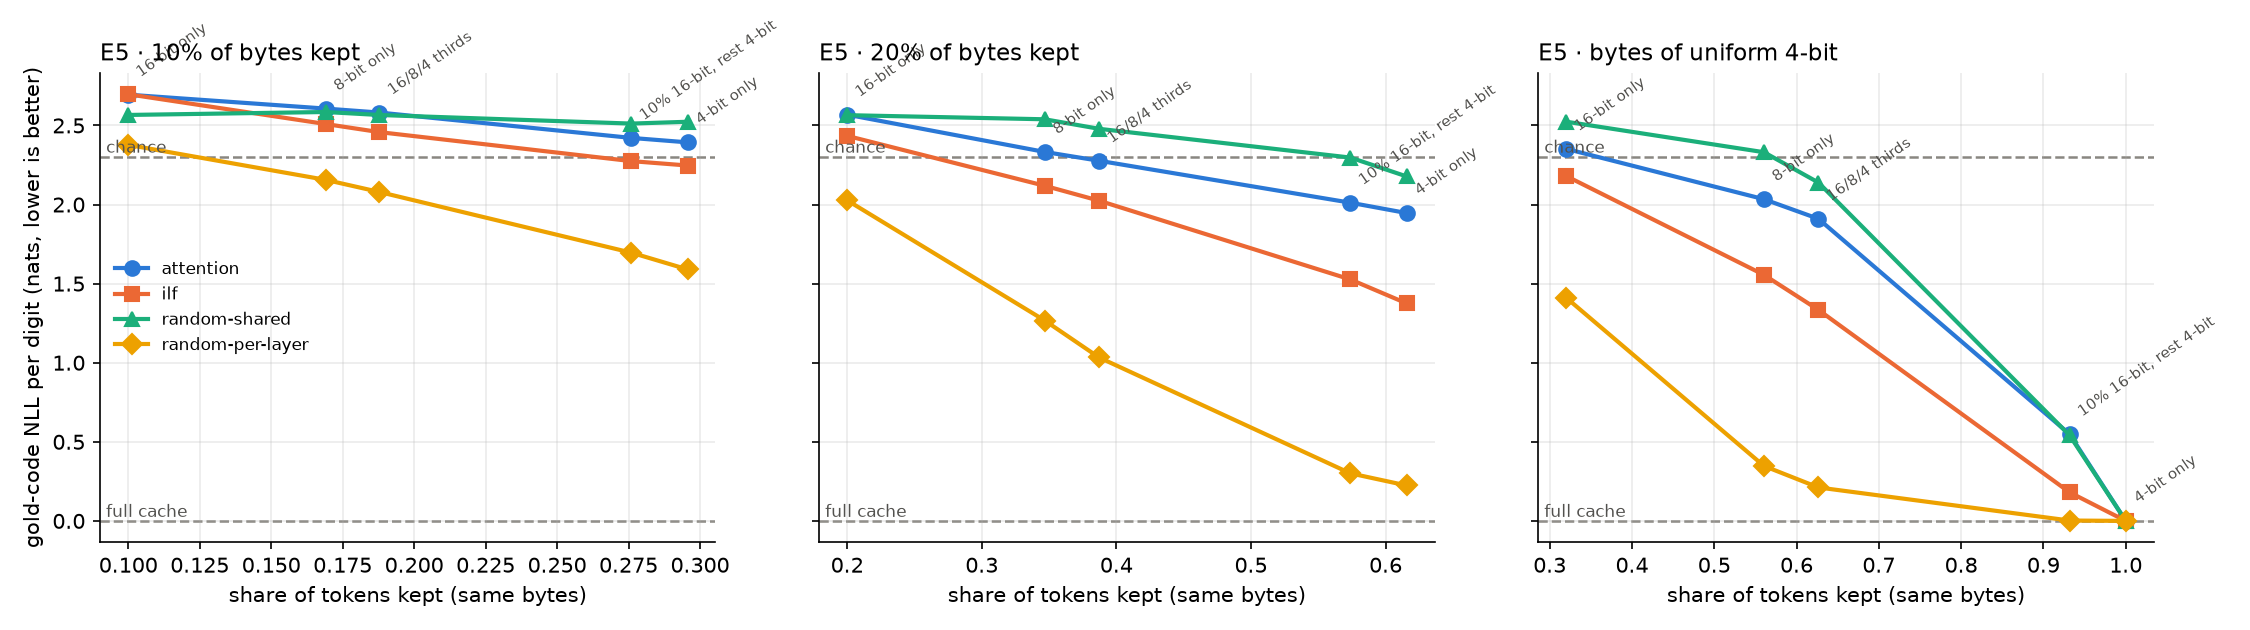 E5 · 10% of bytes kept
16-bit only
8-bit only
16/8/4 thirds
10% 16-bit, rest 4-bit
4-bit only
chance
attention
ilf
random-shared
random-per-layer
full cache
gold-code NLL per digit (nats, lower is better)
2.5
2.0
1.5
1.0
0.5
0.0
0.100 0.125 0.150 0.175 0.200 0.225 0.250 0.275 0.300
share of tokens kept (same bytes)
E5 · 20% of bytes kept
16-bit only
8-bit only
16/8/4 thirds
10% 16-bit, rest 4-bit
4-bit only
chance
full cache
0.2 0.3 0.4 0.5 0.6
share of tokens kept (same bytes)
E5 · bytes of uniform 4-bit
16-bit only
8-bit only
16/8/4 thirds
10% 16-bit, rest 4-bit
4-bit only
chance
full cache
0.3 0.4 0.5 0.6 0.7 0.8 0.9 1.0
share of tokens kept (same bytes)